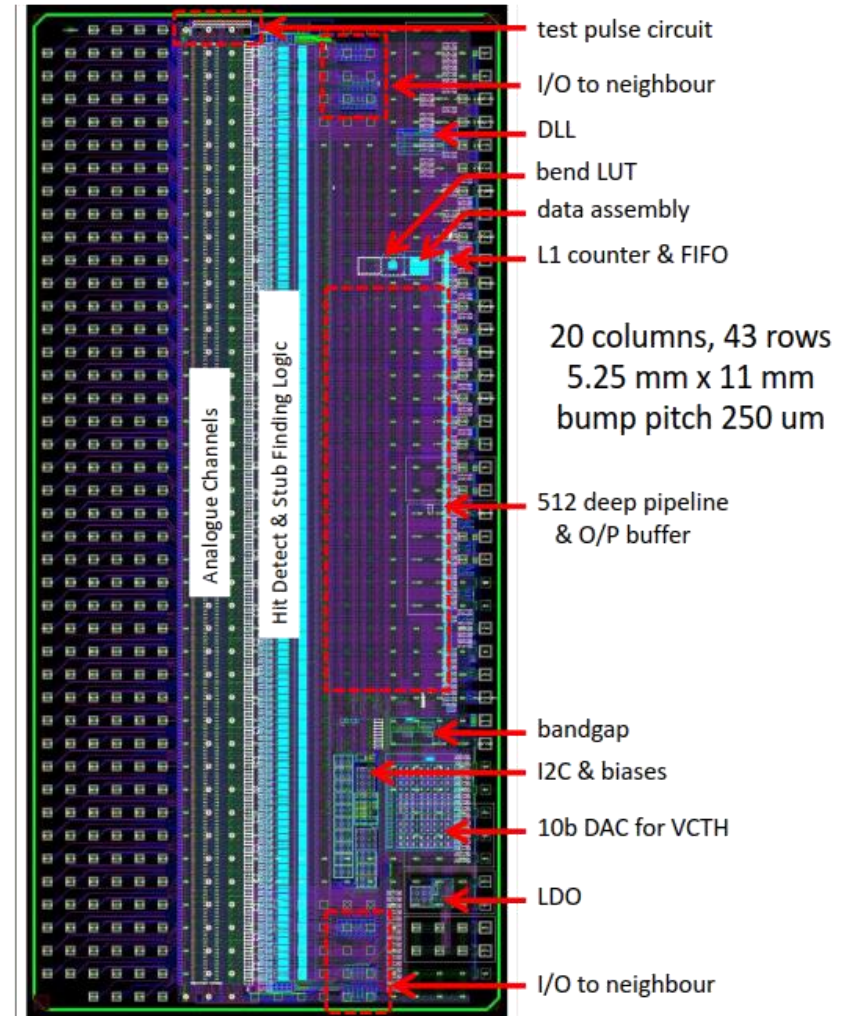 test pulse circuit
I/O to neighbour
DLL
bend LUT
data assembly
L1 counter & FIFO
20 columns, 43 rows
5.25 mm x 11 mm
bump pitch 250 um
Analogue Channels
Hit Detect & Stub Finding Logic
512 deep pipeline
& O/P buffer
bandgap
I2C & biases
10b DAC for VCTH
LDO
I/O to neighbour